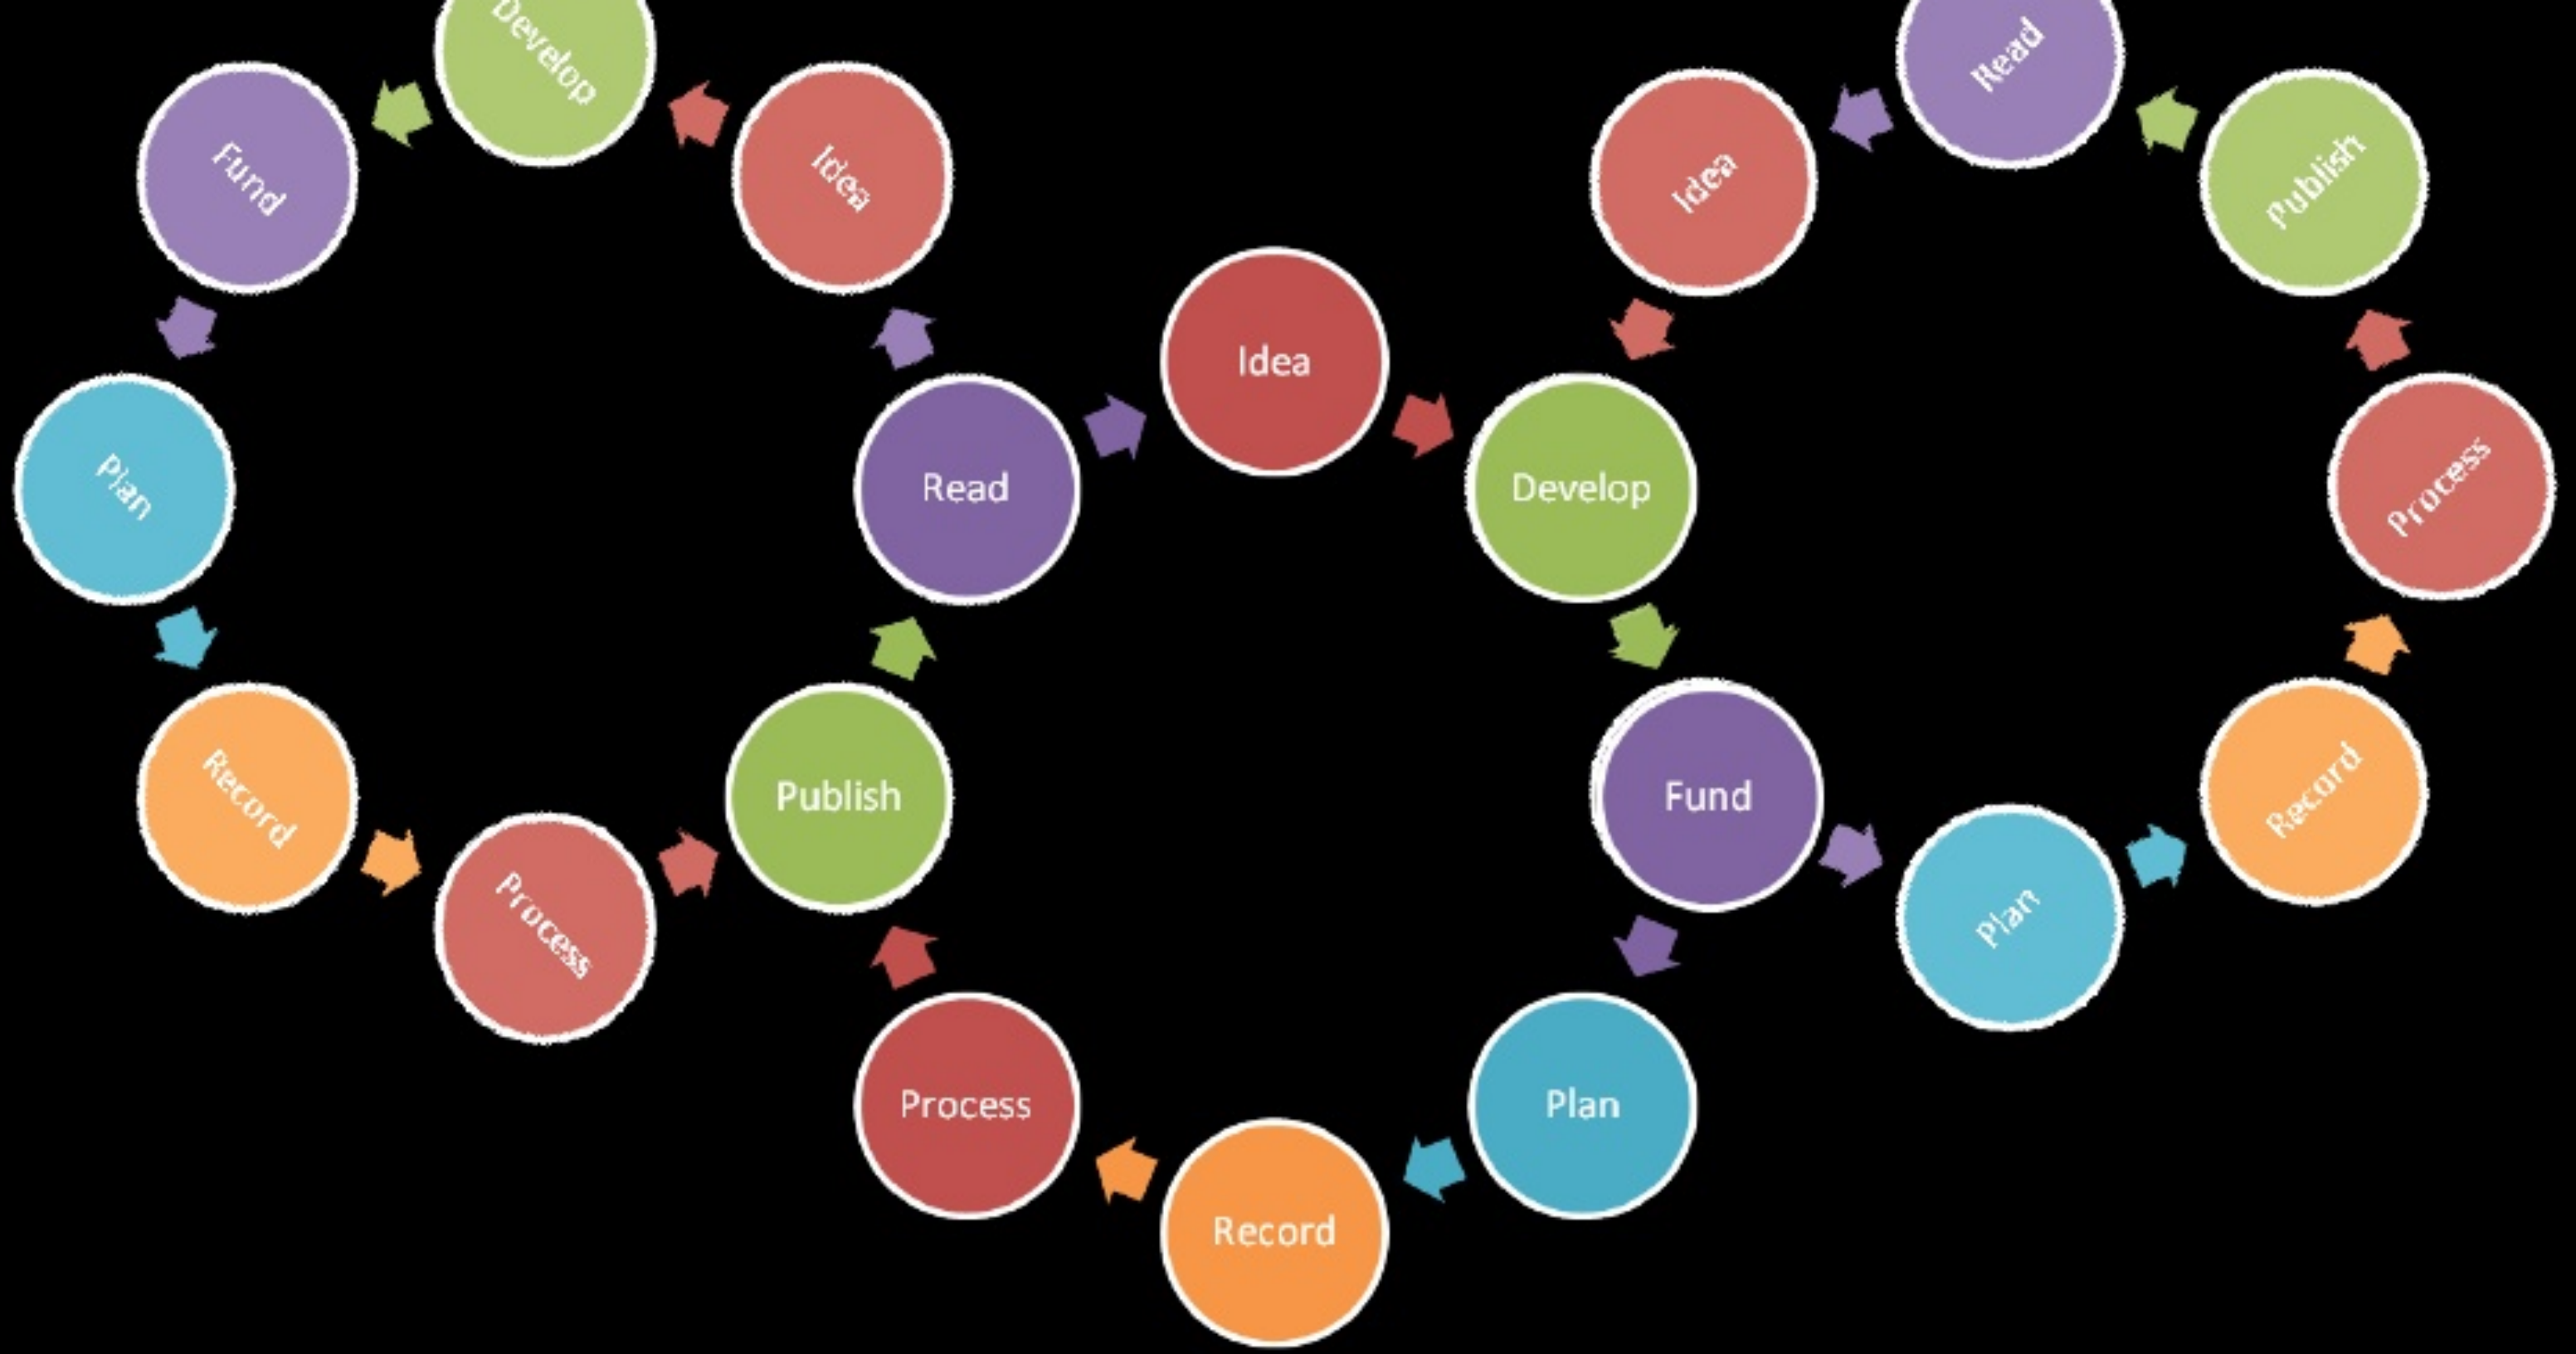 Develop
Fund
Idea
Plan
Record
Process
Read
Publish
Idea
Develop
Fund
Plan
Record
Process
Read
Idea
Publish
Process
Record
Plan